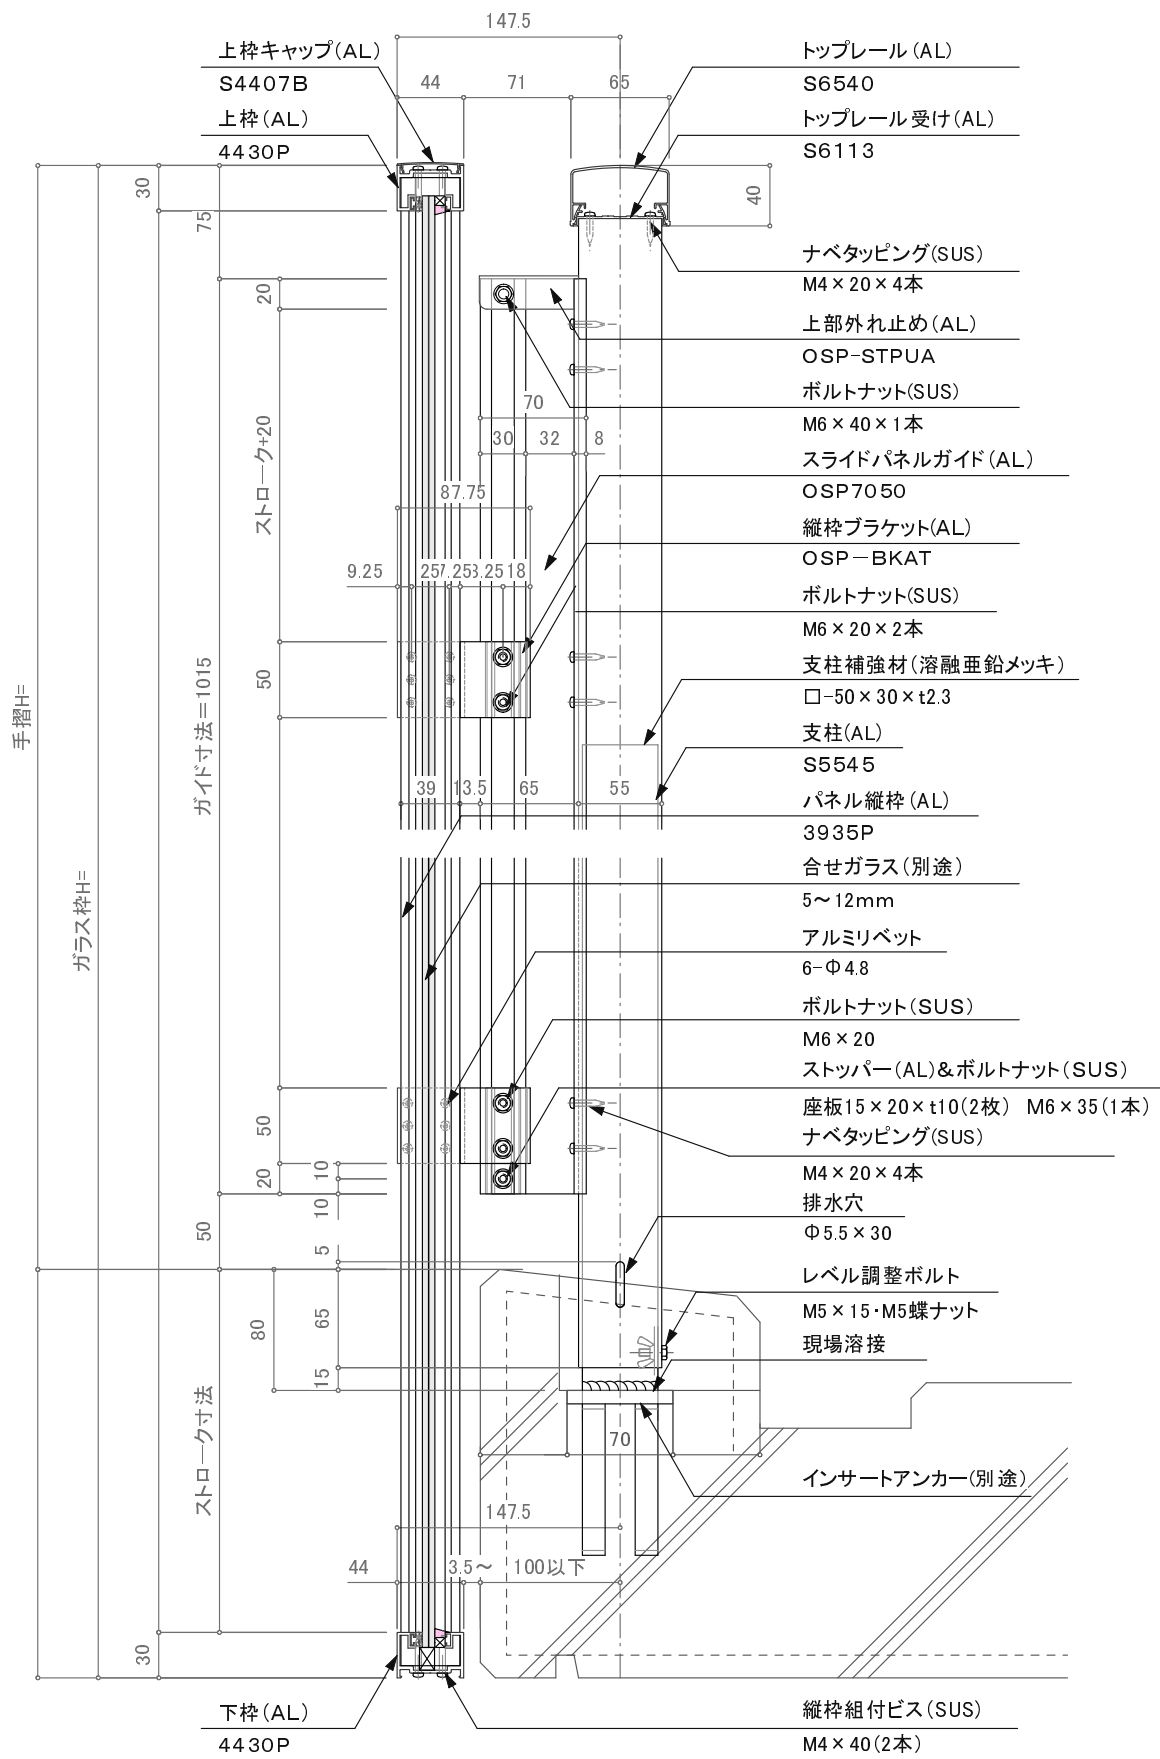 147.5
上枠キャップ(AL)
S4407B
上枠(AL)
4430P
44
71
65
トップレール(AL)
S6540
トップレール受け(AL)
S6113
30
75
40
20
ナベタッピング(SUS)
M4×20×4本
上部外れ止め(AL)
OSP-STPUA
ボルトナット(SUS)
M6×40×1本
70
30
32
8
ストローク+20
スライドパネルガイド(AL)
OSP7050
87.75
縦枠ブラケット(AL)
OSP-BKAT
9.25
25
7.25
3.25
18
ボルトナット(SUS)
M6×20×2本
50
支柱補強材(溶融亜鉛メッキ)
□-50×30×t2.3
支柱(AL)
S5545
手摺H=
ガイド寸法=1015
39
13.5
65
55
パネル縦枠(AL)
3935P
合せガラス(別途)
5~12mm
ガラス枠H=
アルミリベット
6-Φ4.8
ボルトナット(SUS)
M6×20
ストッパー(AL)&ボルトナット(SUS)
座板15×20×t10(2枚) M6×35(1本)
50
20
10
ナベタッピング(SUS)
M4×20×4本
10
50
5
排水穴
Φ5.5×30
レベル調整ボルト
M5×15・M5蝶ナット
80
65
15
現場溶接
ストローク寸法
70
インサートアンカー(別途)
147.5
44
3.5~ 100以下
30
下枠(AL)
4430P
縦枠組付ビス(SUS)
M4×40(2本)